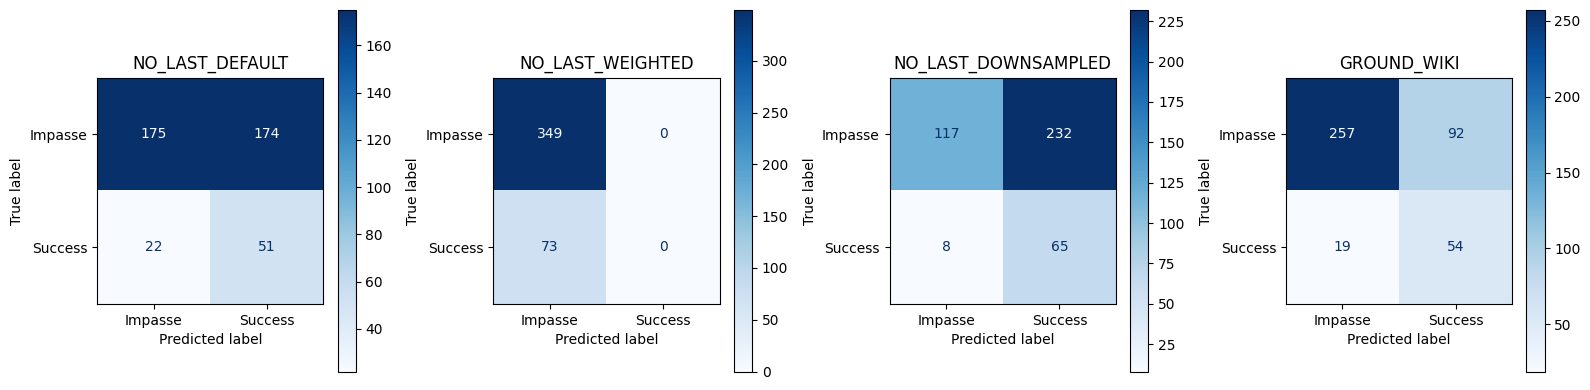 NO_LAST_DEFAULT
True label
Impasse
Success
175 174
22 51
Impasse Success
Predicted label
160
140
120
100
80
60
40
NO_LAST_WEIGHTED
True label
Impasse
Success
349 0
73 0
Impasse Success
Predicted label
300
250
200
150
100
50
0
NO_LAST_DOWNSAMPLED
True label
Impasse
Success
117 232
8 65
Impasse Success
Predicted label
225
200
175
150
125
100
75
50
25
GROUND_WIKI
True label
Impasse
Success
257 92
19 54
Impasse Success
Predicted label
250
200
150
100
50